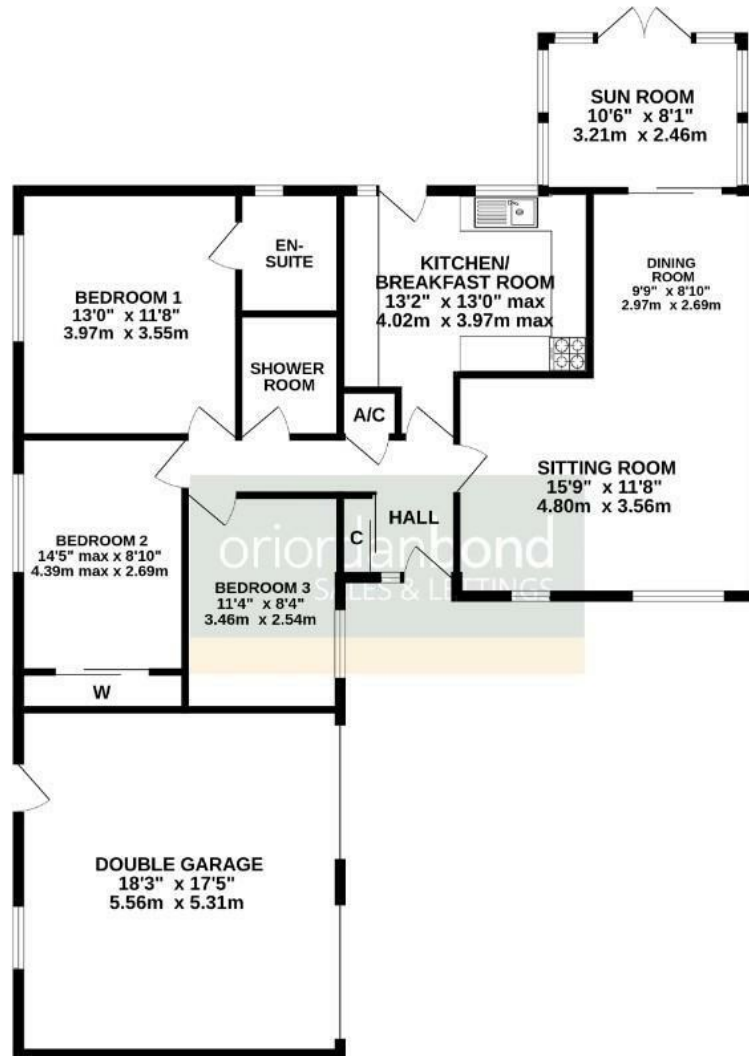 SUN ROOM
10'6" x 8'1"
3.21m x 2.46m
EN-
SUITE
KITCHEN/
BREAKFAST ROOM
13'2" x 13'0" max
4.02m x 3.97m max
DINING
ROOM
9'9" x 8'10"
2.97m x 2.69m
BEDROOM 1
13'0" x 11'8"
3.97m x 3.55m
SHOWER
ROOM
A/C
SITTING ROOM
15'9" x 11'8"
4.80m x 3.56m
HALL
C
BEDROOM 2
14'5" max x 8'10"
4.39m max x 2.69m
oriordanbond
SALES & LETTINGS
BEDROOM 3
11'4" x 8'4"
3.46m x 2.54m
W
DOUBLE GARAGE
18'3" x 17'5"
5.56m x 5.31m